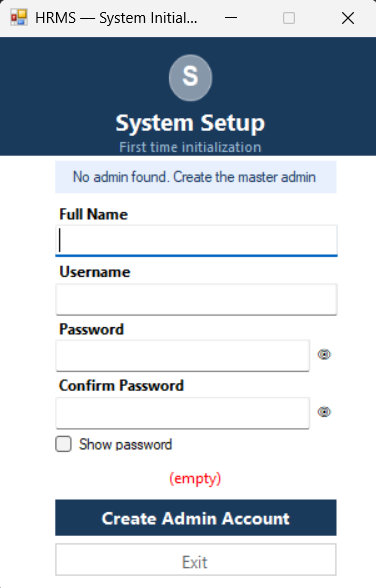 HRMS — System Initial...
S
System Setup
First time initialization
No admin found. Create the master admin
Full Name
Username
Password
Confirm Password
Show password
(empty)
Create Admin Account
Exit